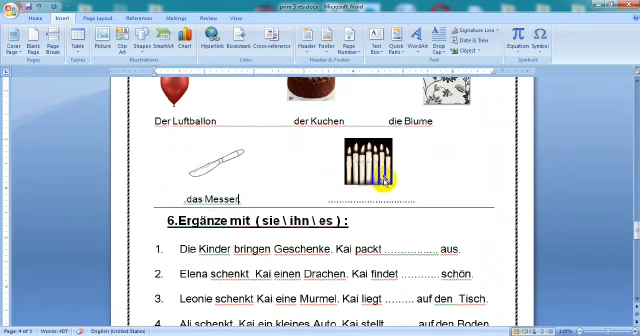 prim 3 rev.docx - Microsoft Word
Home Insert Page Layout References Mailings Review View
Cover Page Blank Page Page Break Table Picture Clip Art Shapes SmartArt Chart Hyperlink Bookmark Cross-reference Header Footer Page Number Text Box Quick Parts WordArt Drop Cap Signature Line Date & Time Object Equation Symbol
Pages Tables Illustrations Links Header & Footer Text Symbols
Der Luftballon der Kuchen die Blume
.das Messer ..............................
6.Ergänze mit ( sie \ ihn \ es ) :
1. Die Kinder bringen Geschenke. Kai packt ................ aus.
2. Elena schenkt Kai einen Drachen. Kai findet ............ schön.
3. Leonie schenkt Kai eine Murmel. Kai liegt ......... auf den Tisch.
4. Ali schenkt Kai ein kleines Auto. Kai stellt ......... auf den Boden
Page: 4 of 5 Words: 407 English (United States) 110%